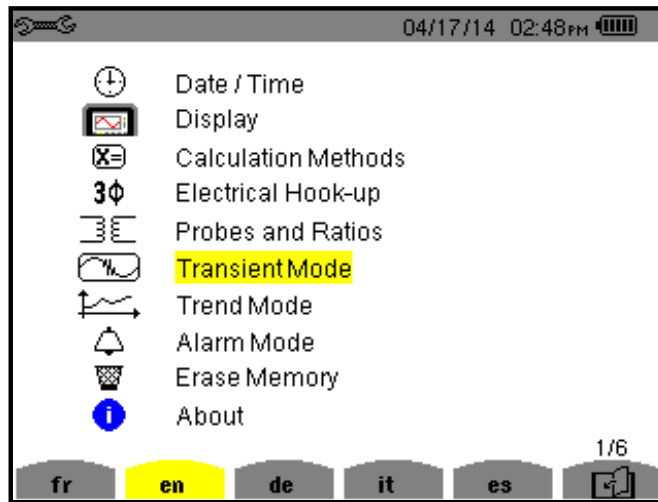 04/17/14 02:48PM
Date / Time
Display
X= Calculation Methods
3Φ Electrical Hook-up
Probes and Ratios
Transient Mode
Trend Mode
Alarm Mode
Erase Memory
i About
1/6
fr en de it es